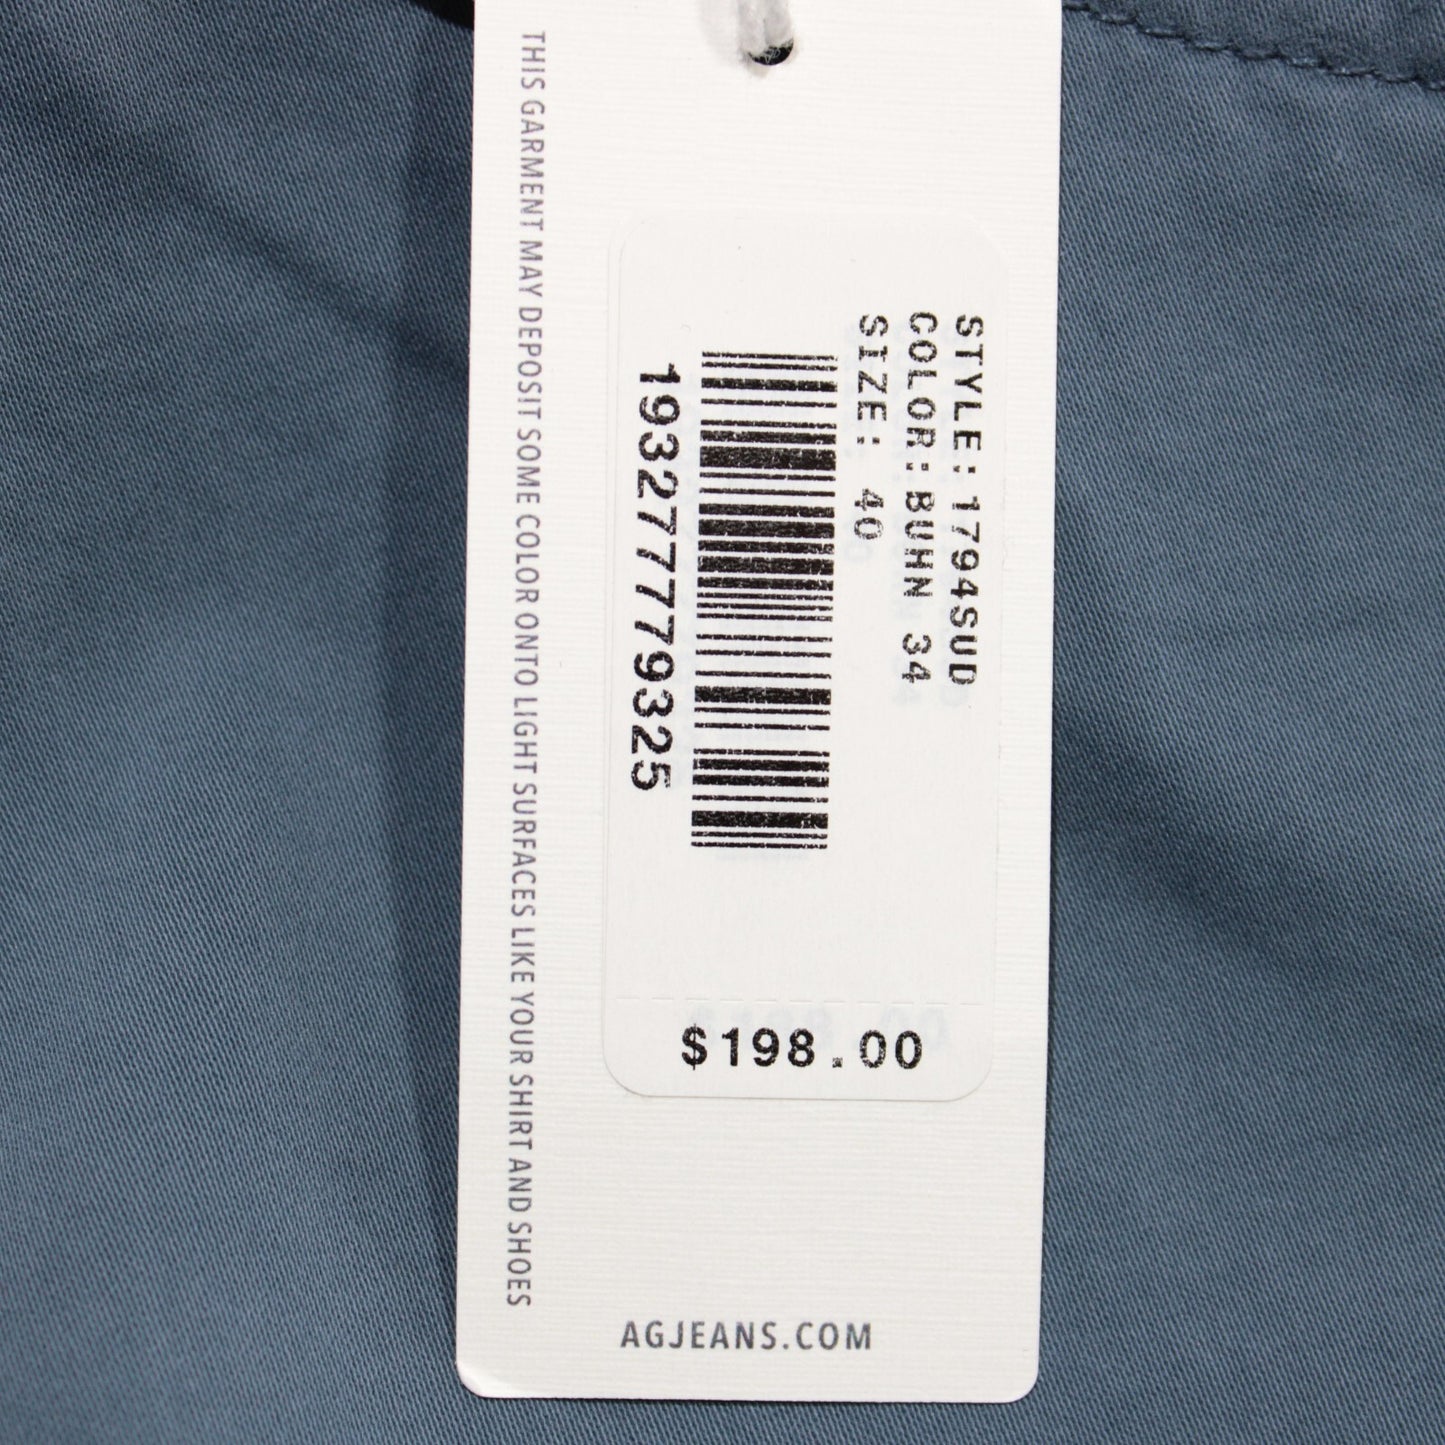 THIS GARMENT MAY DEPOSIT SOME COLOR ONTO LIGHT SURFACES LIKE YOUR SHIRT AND SHOES
STYLE:1794SUD
COLOR:BUHN 34
SIZE: 40
193277779325
$198.00
AGJEANS.COM